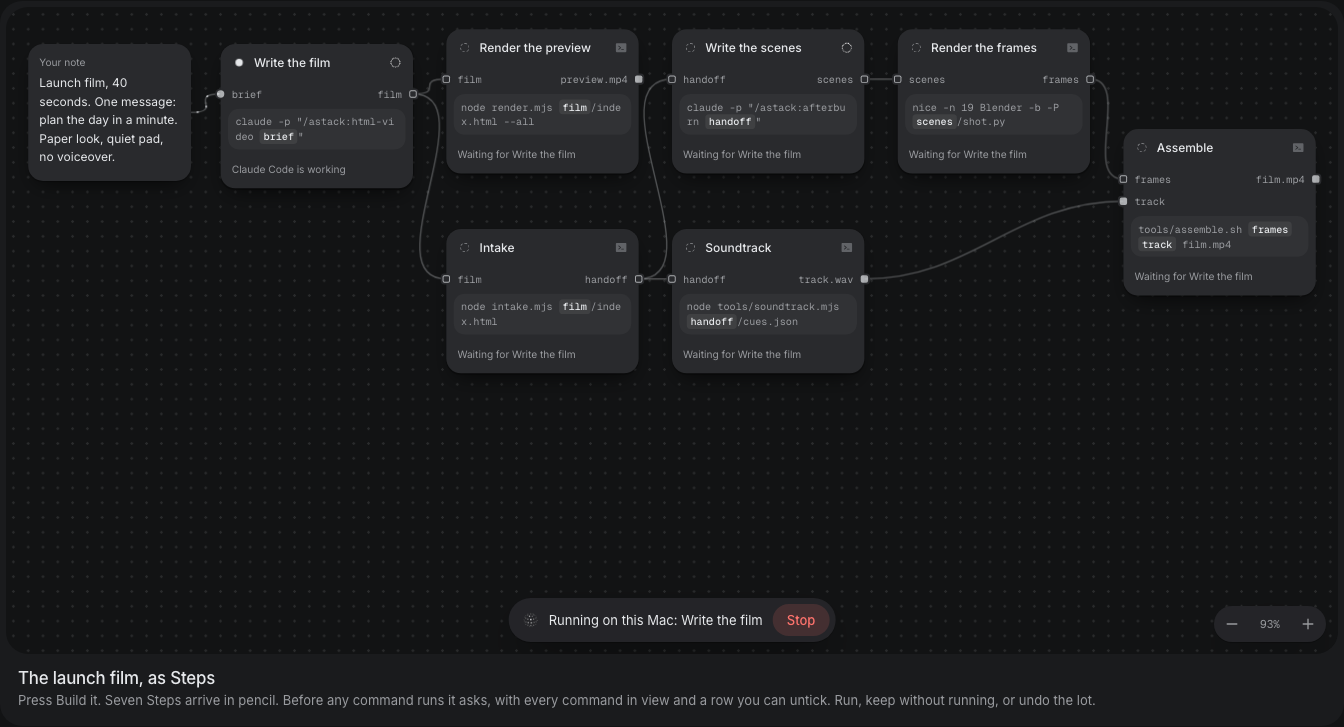 Your note
Launch film, 40
seconds. One message:
plan the day in a minute.
Paper look, quiet pad,
no voiceover.
Write the film
brief film
claude -p "/astack:html-vi
deo brief"
Claude Code is working
Render the preview
film preview.mp4
node render.mjs film/inde
x.html --all
Waiting for Write the film
Write the scenes
handoff scenes
claude -p "/astack:afterbu
rn handoff"
Waiting for Write the film
Render the frames
scenes frames
nice -n 19 Blender -b -P
scenes/shot.py
Waiting for Write the film
Assemble
frames film.mp4
track
tools/assemble.sh frames
track film.mp4
Waiting for Write the film
Intake
film handoff
node intake.mjs film/inde
x.html
Waiting for Write the film
Soundtrack
handoff track.wav
node tools/soundtrack.mjs
handoff/cues.json
Waiting for Write the film
Running on this Mac: Write the film Stop
93%
The launch film, as Steps
Press Build it. Seven Steps arrive in pencil. Before any command runs it asks, with every command in view and a row you can untick. Run, keep without running, or undo the lot.